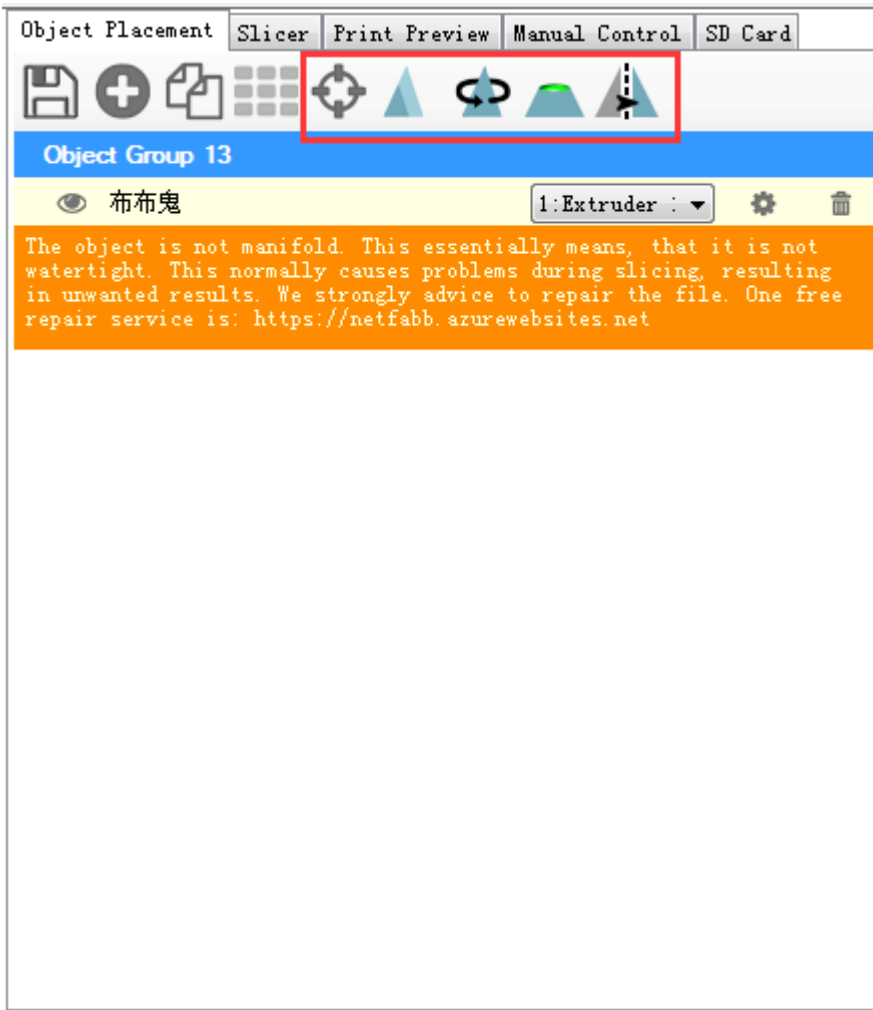 Object Placement Slicer Print Preview Manual Control SD Card
Object Group 13
布布鬼 1:Extruder
The object is not manifold. This essentially means, that it is not
watertight. This normally causes problems during slicing, resulting
in unwanted results. We strongly advice to repair the file. One free
repair service is: https://netfabb.azurewebsites.net